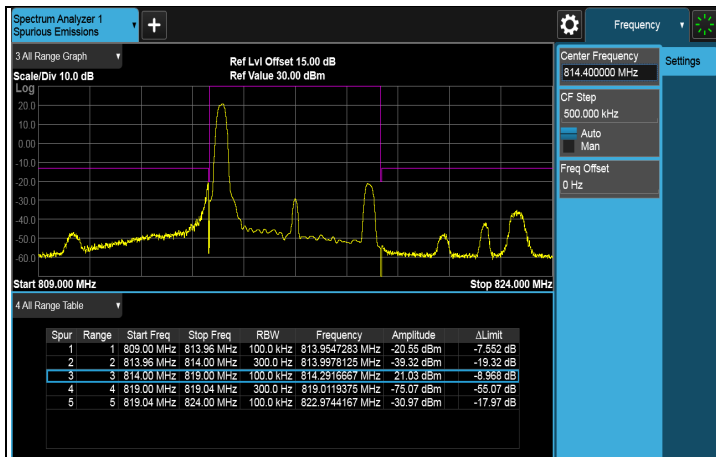 Spectrum Analyzer 1
Spurious Emissions
Frequency
3 All Range Graph
Ref Lvl Offset 15.00 dB
Scale/Div 10.0 dB
Ref Value 30.00 dBm
Log
20.0
10.0
0.00
-10.0
-20.0
-30.0
-40.0
-50.0
-60.0
Start 809.000 MHz
Stop 824.000 MHz
Center Frequency
814.400000 MHz
Settings
CF Step
500.000 kHz
Auto
Man
Freq Offset
0 Hz
4 All Range Table
Spur Range Start Freq Stop Freq RBW Frequency Amplitude ΔLimit
1 1 809.00 MHz 813.96 MHz 100.0 kHz 813.9547283 MHz -20.55 dBm -7.552 dB
2 2 813.96 MHz 814.00 MHz 300.0 Hz 813.9978125 MHz -39.32 dBm -19.32 dB
3 3 814.00 MHz 819.00 MHz 100.0 kHz 814.2916667 MHz 21.03 dBm -8.968 dB
4 4 819.00 MHz 819.04 MHz 300.0 Hz 819.0119375 MHz -75.07 dBm -55.07 dB
5 5 819.04 MHz 824.00 MHz 100.0 kHz 822.9744167 MHz -30.97 dBm -17.97 dB